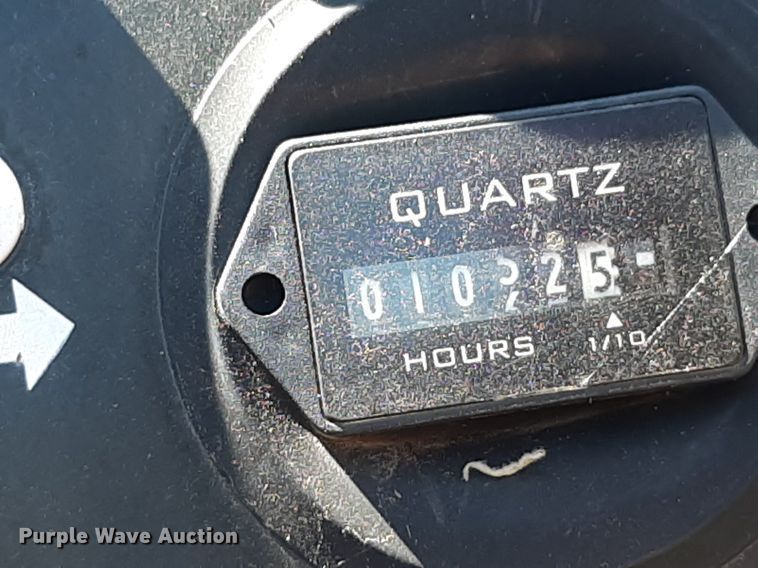 QUARTZ
010225
HOURS 1/10
Purple Wave Auction